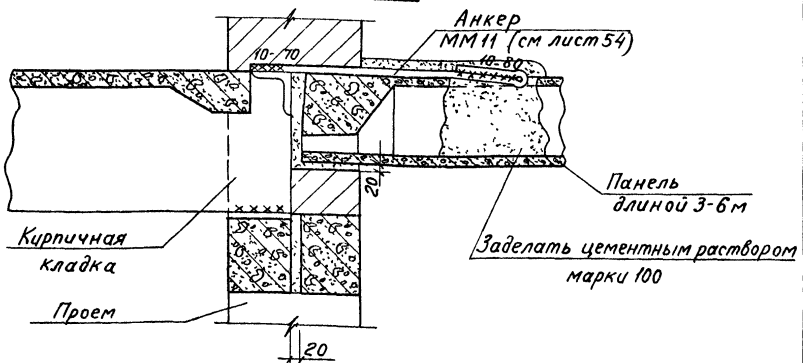 Анкер
ММ11 (см лист 54)
10-70
10-80
20
Панель
длиной 3-6м
Кирпичная
кладка
Заделать цементным раствором
марки 100
Проем
20